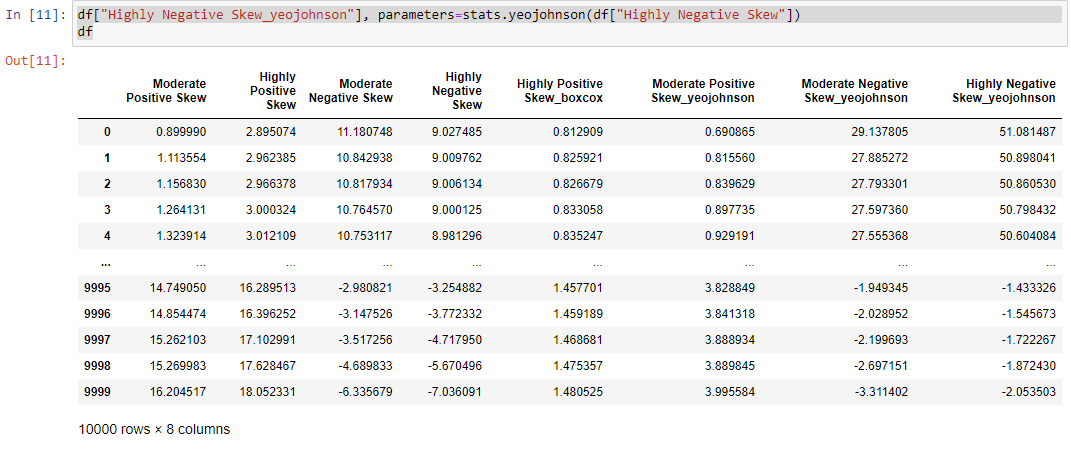 In [11]: df["Highly Negative Skew_yeojohnson"], parameters=stats.yeojohnson(df["Highly Negative Skew"])
df
Out[11]:
Moderate Positive Skew Highly Positive Skew Moderate Negative Skew Highly Negative Skew Highly Positive Skew_boxcox Moderate Positive Skew_yeojohnson Moderate Negative Skew_yeojohnson Highly Negative Skew_yeojohnson
0 0.899990 2.895074 11.180748 9.027485 0.812909 0.690865 29.137805 51.081487
1 1.113554 2.962385 10.842938 9.009762 0.825921 0.815560 27.885272 50.898041
2 1.156830 2.966378 10.817934 9.006134 0.826679 0.839629 27.793301 50.860530
3 1.264131 3.000324 10.764570 9.000125 0.833058 0.897735 27.597360 50.798432
4 1.323914 3.012109 10.753117 8.981296 0.835247 0.929191 27.555368 50.604084
... ... ... ... ... ... ... ... ...
9995 14.749050 16.289513 -2.980821 -3.254882 1.457701 3.828849 -1.949345 -1.433326
9996 14.854474 16.396252 -3.147526 -3.772332 1.459189 3.841318 -2.028952 -1.545673
9997 15.262103 17.102991 -3.517256 -4.717950 1.468681 3.888934 -2.199693 -1.722267
9998 15.269983 17.628467 -4.689833 -5.670496 1.475357 3.889845 -2.697151 -1.872430
9999 16.204517 18.052331 -6.335679 -7.036091 1.480525 3.995584 -3.311402 -2.053503
10000 rows × 8 columns